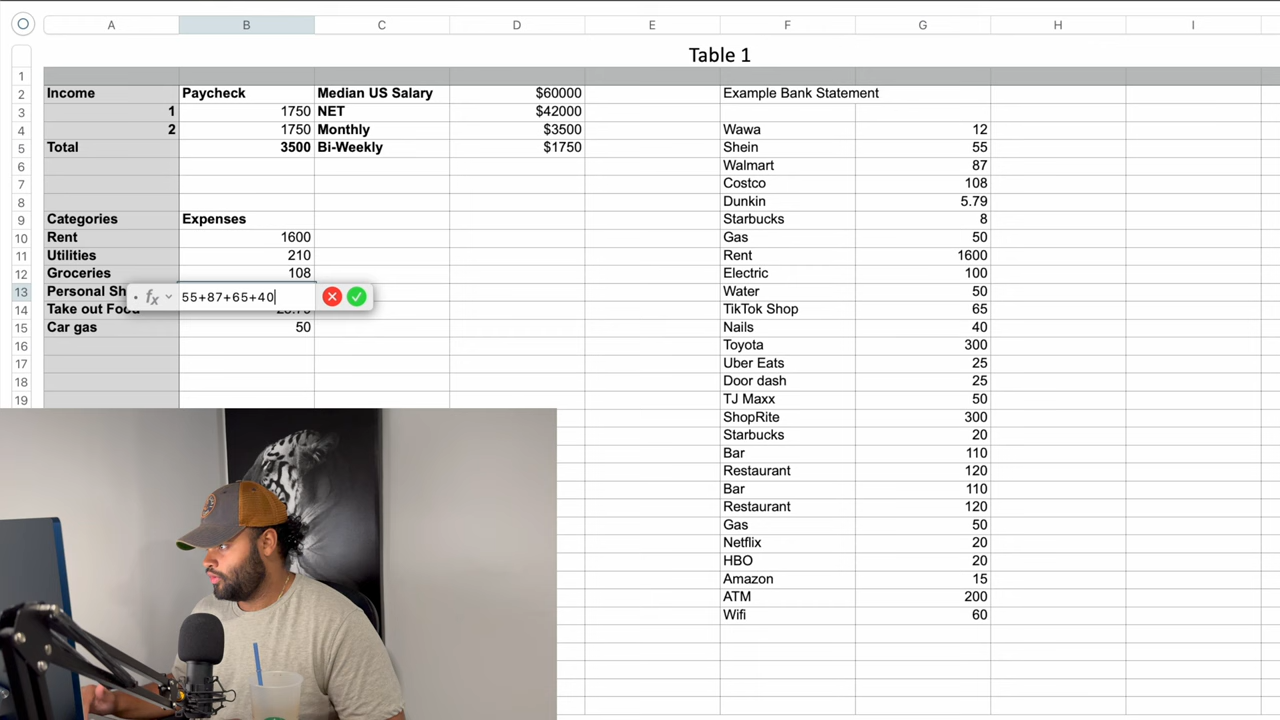 A B C D E F G H I
Table 1
1
2 Income Paycheck Median US Salary $60000 Example Bank Statement
3 1 1750 NET $42000
4 2 1750 Monthly $3500 Wawa 12
5 Total 3500 Bi-Weekly $1750 Shein 55
6 Walmart 87
7 Costco 108
8 Dunkin 5.79
9 Categories Expenses Starbucks 8
10 Rent 1600 Gas 50
11 Utilities 210 Rent 1600
12 Groceries 108 Electric 100
13 Personal Sh fx 55+87+65+40 Water 50
14 Take out Food TikTok Shop 65
15 Car gas 50 Nails 40
16 Toyota 300
17 Uber Eats 25
18 Door dash 25
19 TJ Maxx 50
ShopRite 300
Starbucks 20
Bar 110
Restaurant 120
Bar 110
Restaurant 120
Gas 50
Netflix 20
HBO 20
Amazon 15
ATM 200
Wifi 60